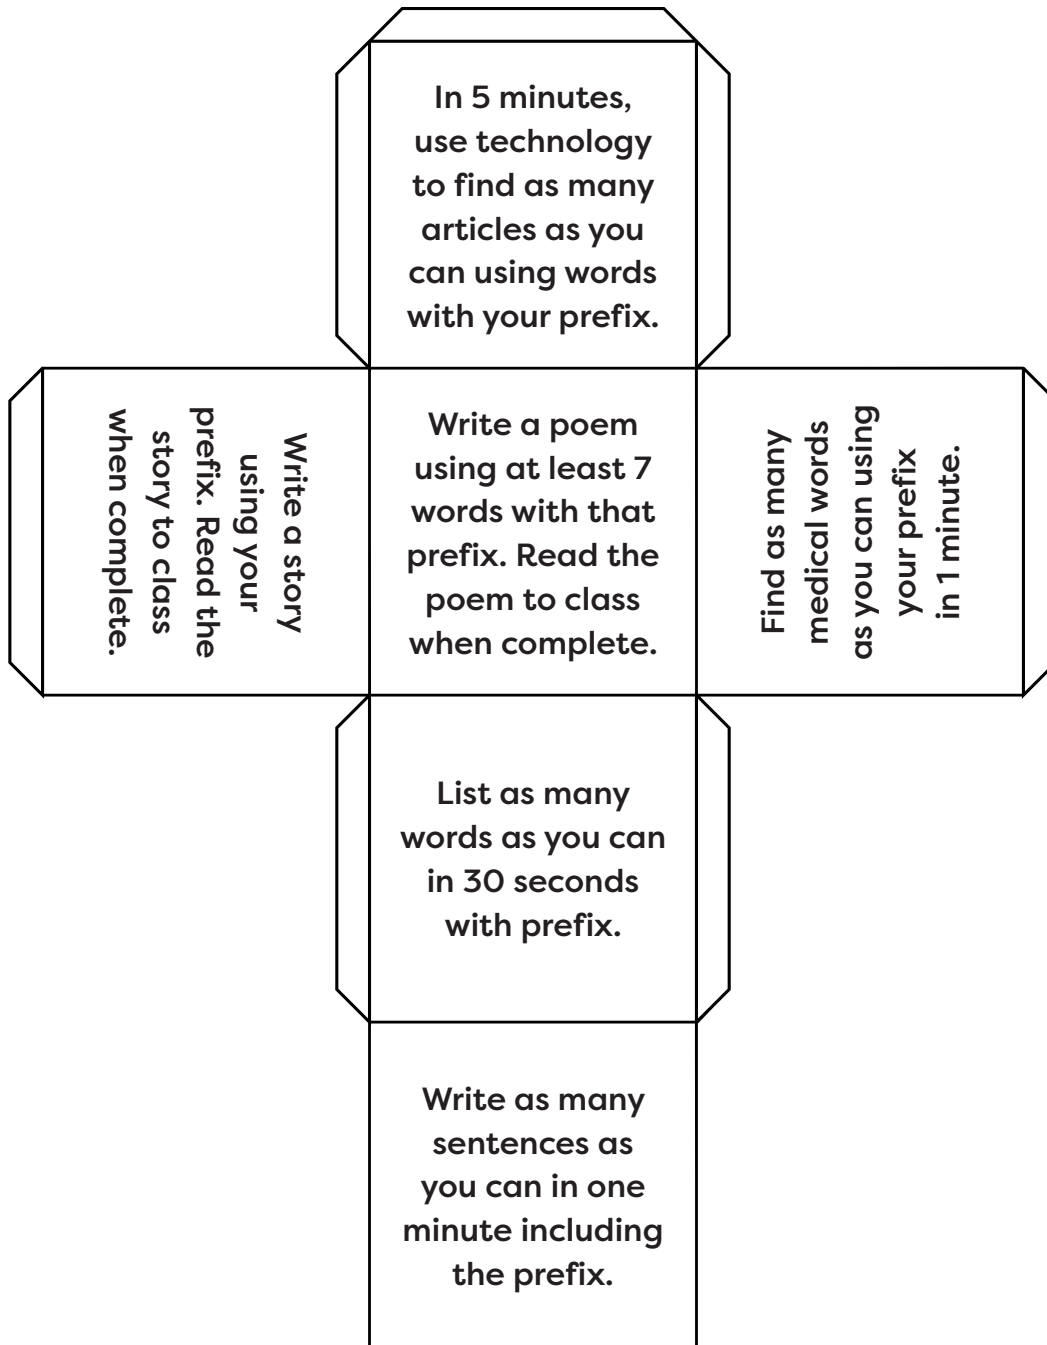 In 5 minutes,
use technology
to find as many
articles as you
can using words
with your prefix.
Write a story
using your
prefix. Read the
story to class
when complete.
Write a poem
using at least 7
words with that
prefix. Read the
poem to class
when complete.
Find as many
medical words
as you can using
your prefix
in 1 minute.
List as many
words as you can
in 30 seconds
with prefix.
Write as many
sentences as
you can in one
minute including
the prefix.